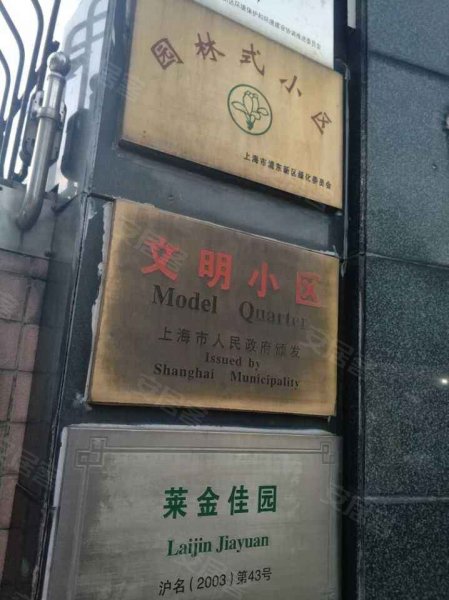 园林式小区
上海市浦东新区绿化委员会
文明小区
Model Quarter
上海市人民政府颁发
Issued by
Shanghai Municipality
莱金佳园
Laijin Jiayuan
沪名(2003)第43号